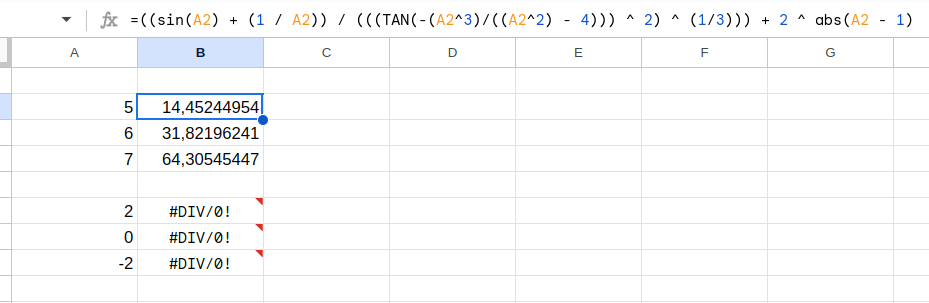 fx =((sin(A2) + (1 / A2)) / (((TAN(-(A2^3)/((A2^2) - 4))) ^ 2) ^ (1/3))) + 2 ^ abs(A2 - 1)
A B C D E F G
5 14,45244954
6 31,82196241
7 64,30545447
2 #DIV/0!
0 #DIV/0!
-2 #DIV/0!